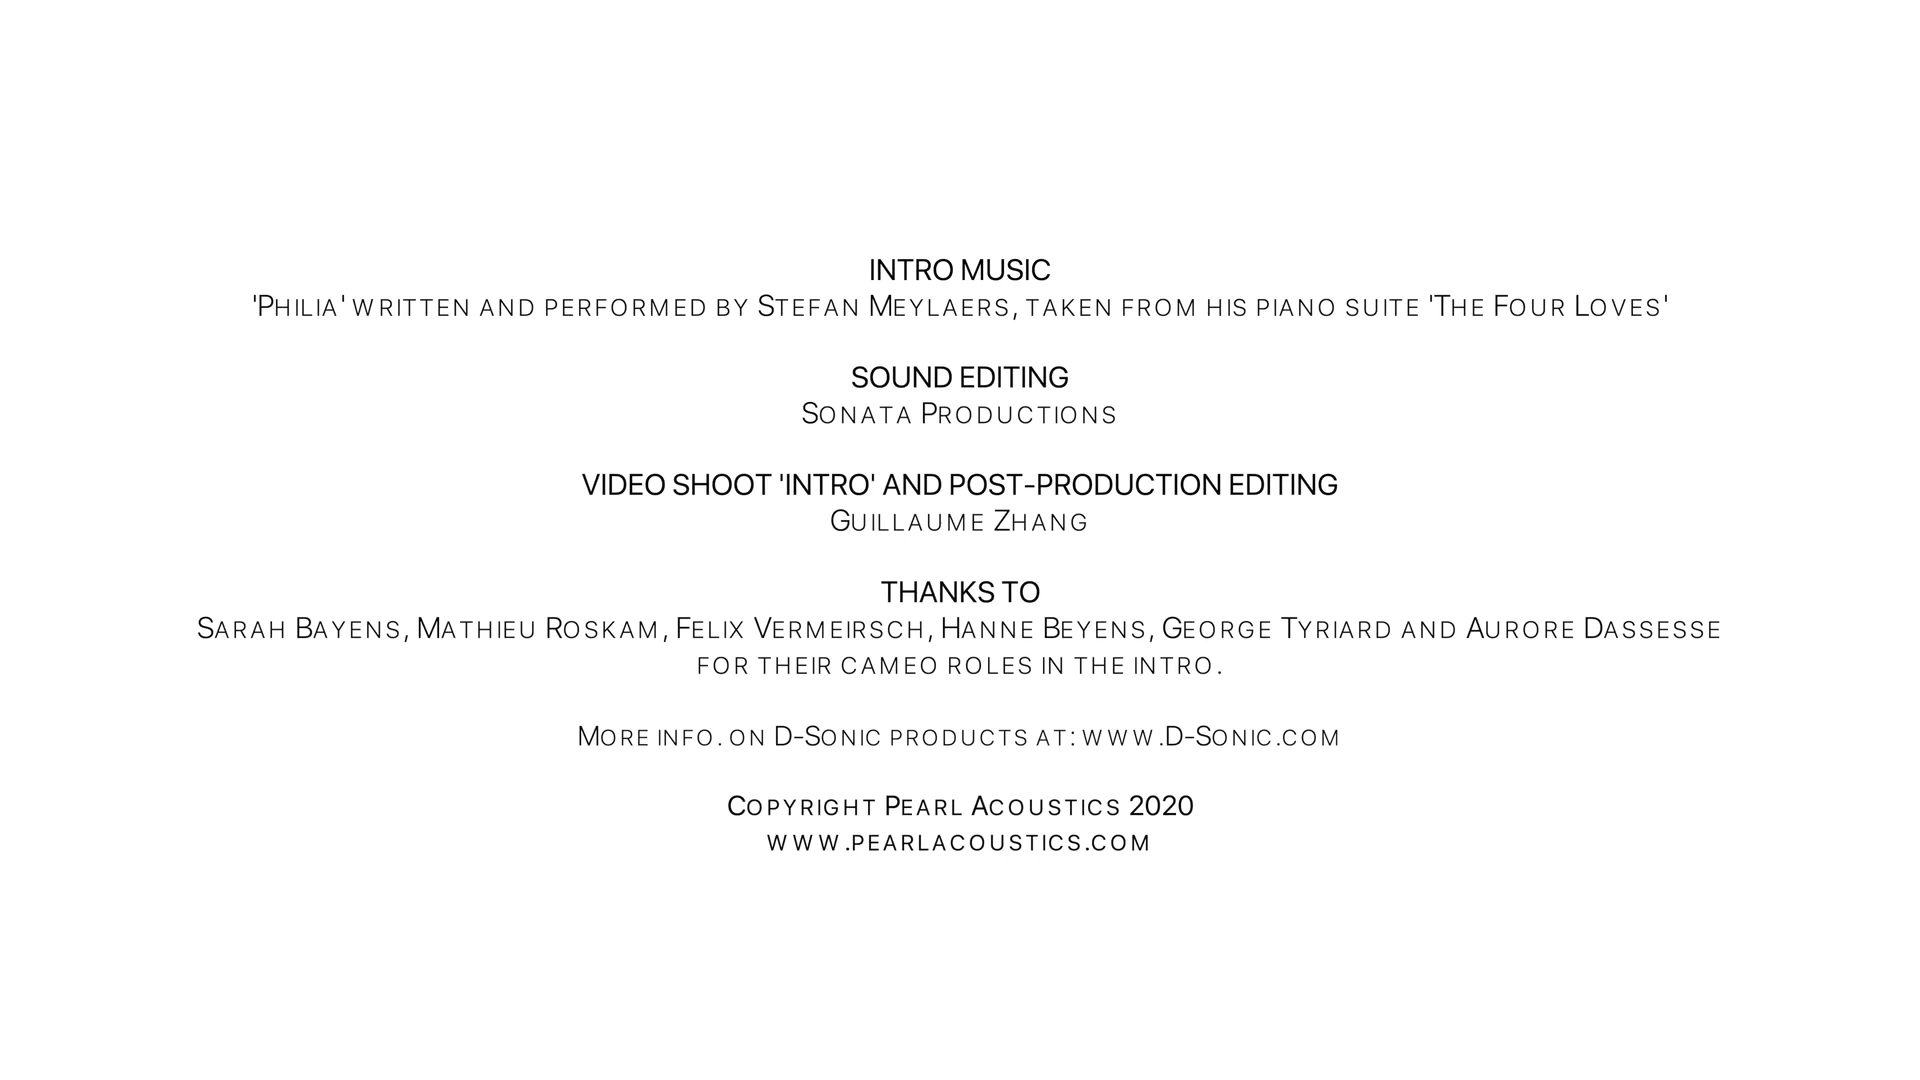 INTRO MUSIC
'Philia' written and performed by Stefan Meylaers, taken from his piano suite 'The Four Loves'
SOUND EDITING
Sonata Productions
VIDEO SHOOT 'INTRO' AND POST-PRODUCTION EDITING
Guillaume Zhang
THANKS TO
Sarah Bayens, Mathieu Roskam, Felix Vermeirsch, Hanne Beyens, George Tyriard and Aurore Dassesse
for their cameo roles in the intro.
More info. on D-Sonic products at: www.D-Sonic.com
Copyright Pearl Acoustics 2020
www.pearlacoustics.com